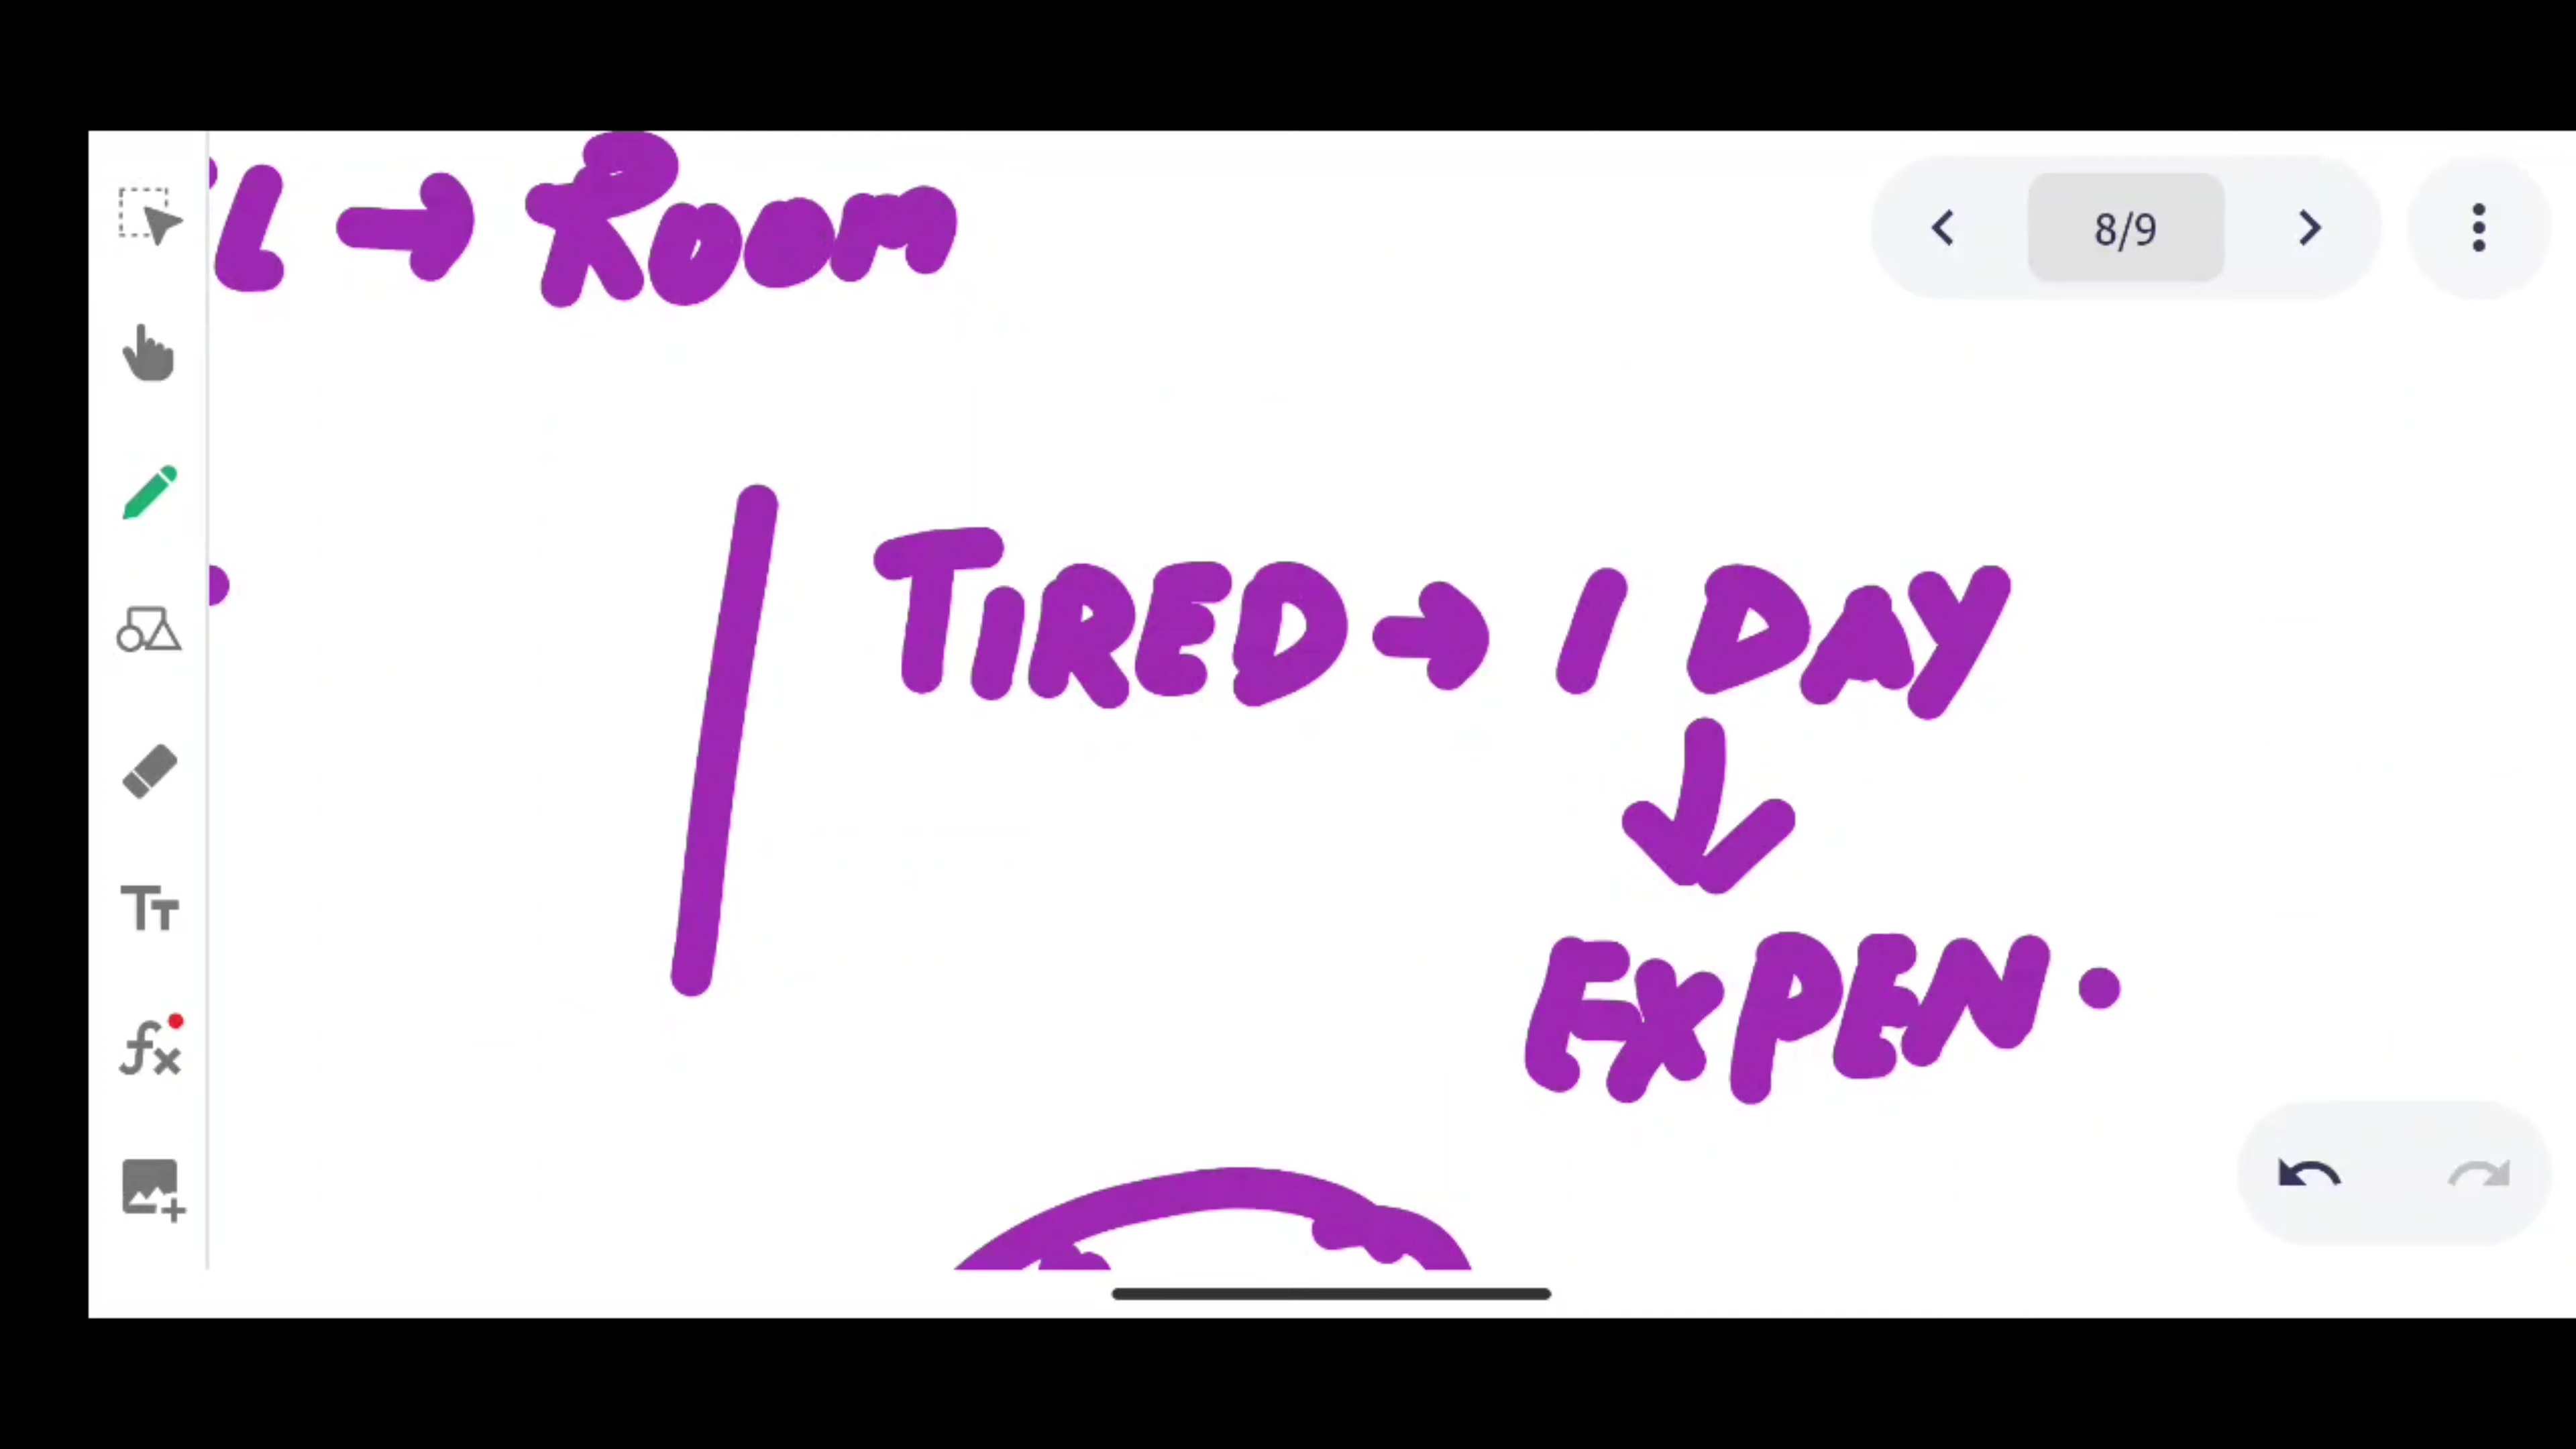 L → ROOM
8/9
TIRED → 1 DAY
↓
EXPEN.